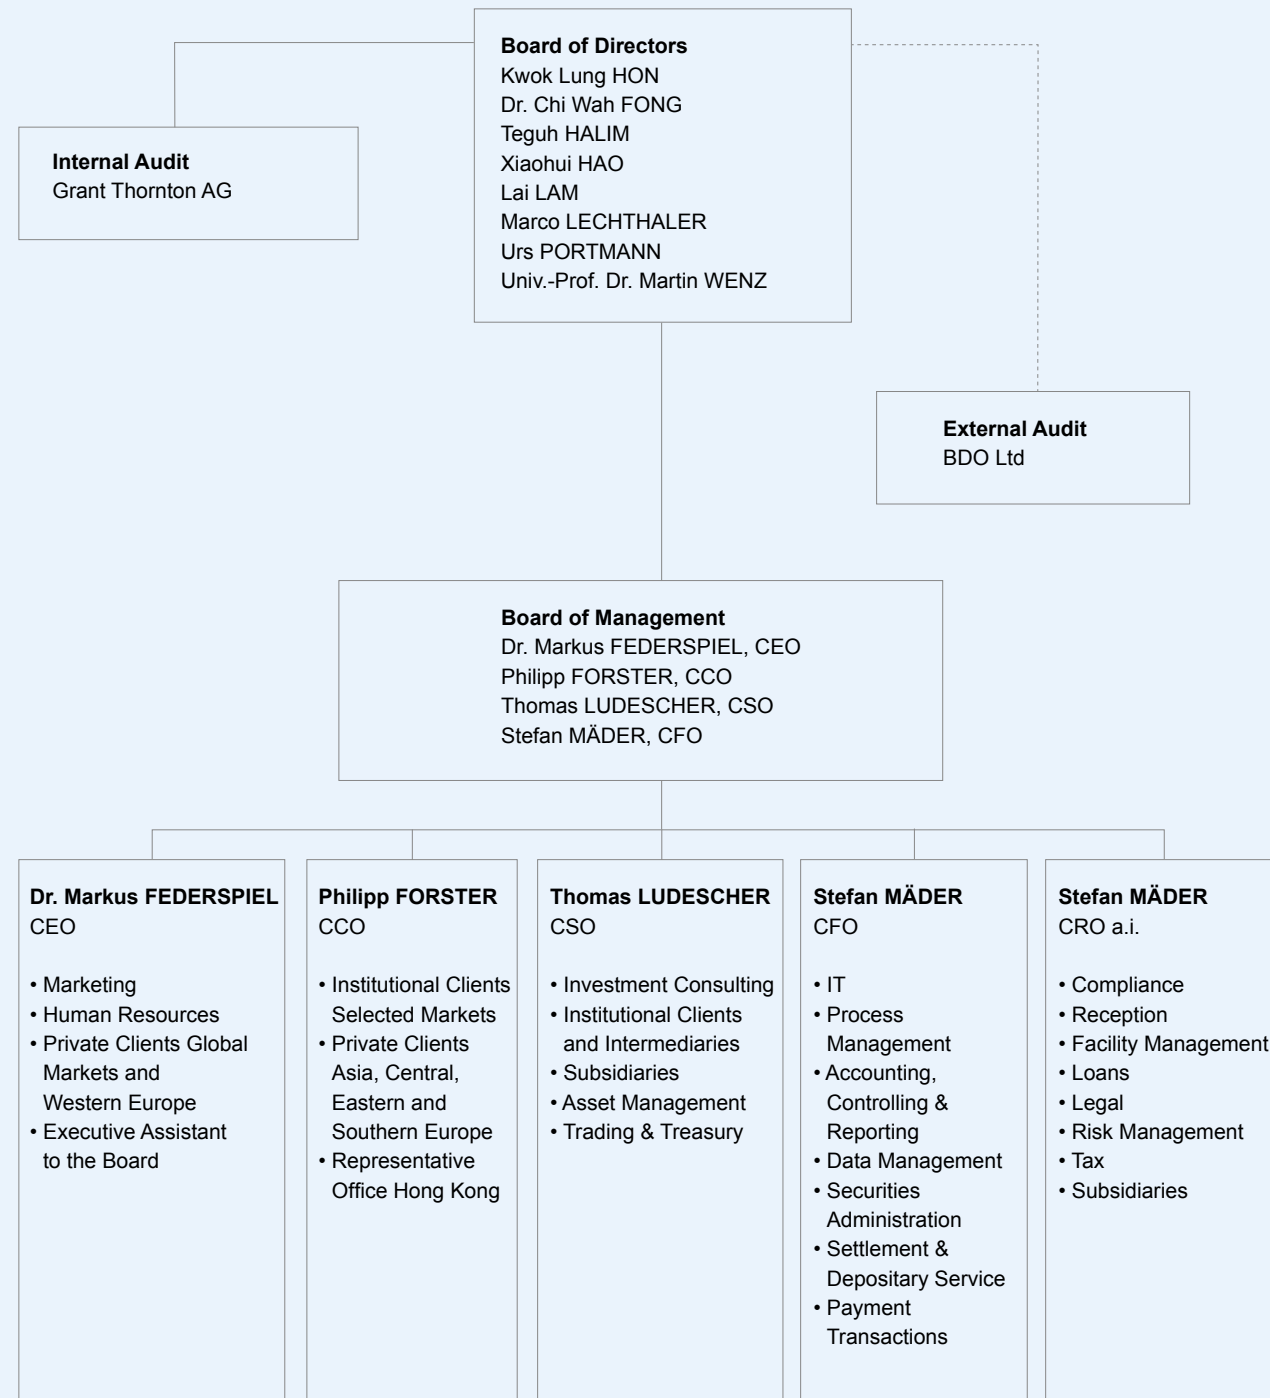 Board of Directors
Kwok Lung HON
Dr. Chi Wah FONG
Teguh HALIM
Xiaohui HAO
Lai LAM
Marco LECHTHALER
Urs PORTMANN
Univ.-Prof. Dr. Martin WENZ
Internal Audit
Grant Thornton AG
External Audit
BDO Ltd
Board of Management
Dr. Markus FEDERSPIEL, CEO
Philipp FORSTER, CCO
Thomas LUDESCHER, CSO
Stefan MÄDER, CFO
Dr. Markus FEDERSPIEL
CEO
• Marketing
• Human Resources
• Private Clients Global
Markets and
Western Europe
• Executive Assistant
to the Board
Philipp FORSTER
CCO
• Institutional Clients
Selected Markets
• Private Clients
Asia, Central,
Eastern and
Southern Europe
• Representative
Office Hong Kong
Thomas LUDESCHER
CSO
• Investment Consulting
• Institutional Clients
and Intermediaries
• Subsidiaries
• Asset Management
• Trading & Treasury
Stefan MÄDER
CFO
• IT
• Process
Management
• Accounting,
Controlling &
Reporting
• Data Management
• Securities
Administration
• Settlement &
Depositary Service
• Payment
Transactions
Stefan MÄDER
CRO a.i.
• Compliance
• Reception
• Facility Management
• Loans
• Legal
• Risk Management
• Tax
• Subsidiaries